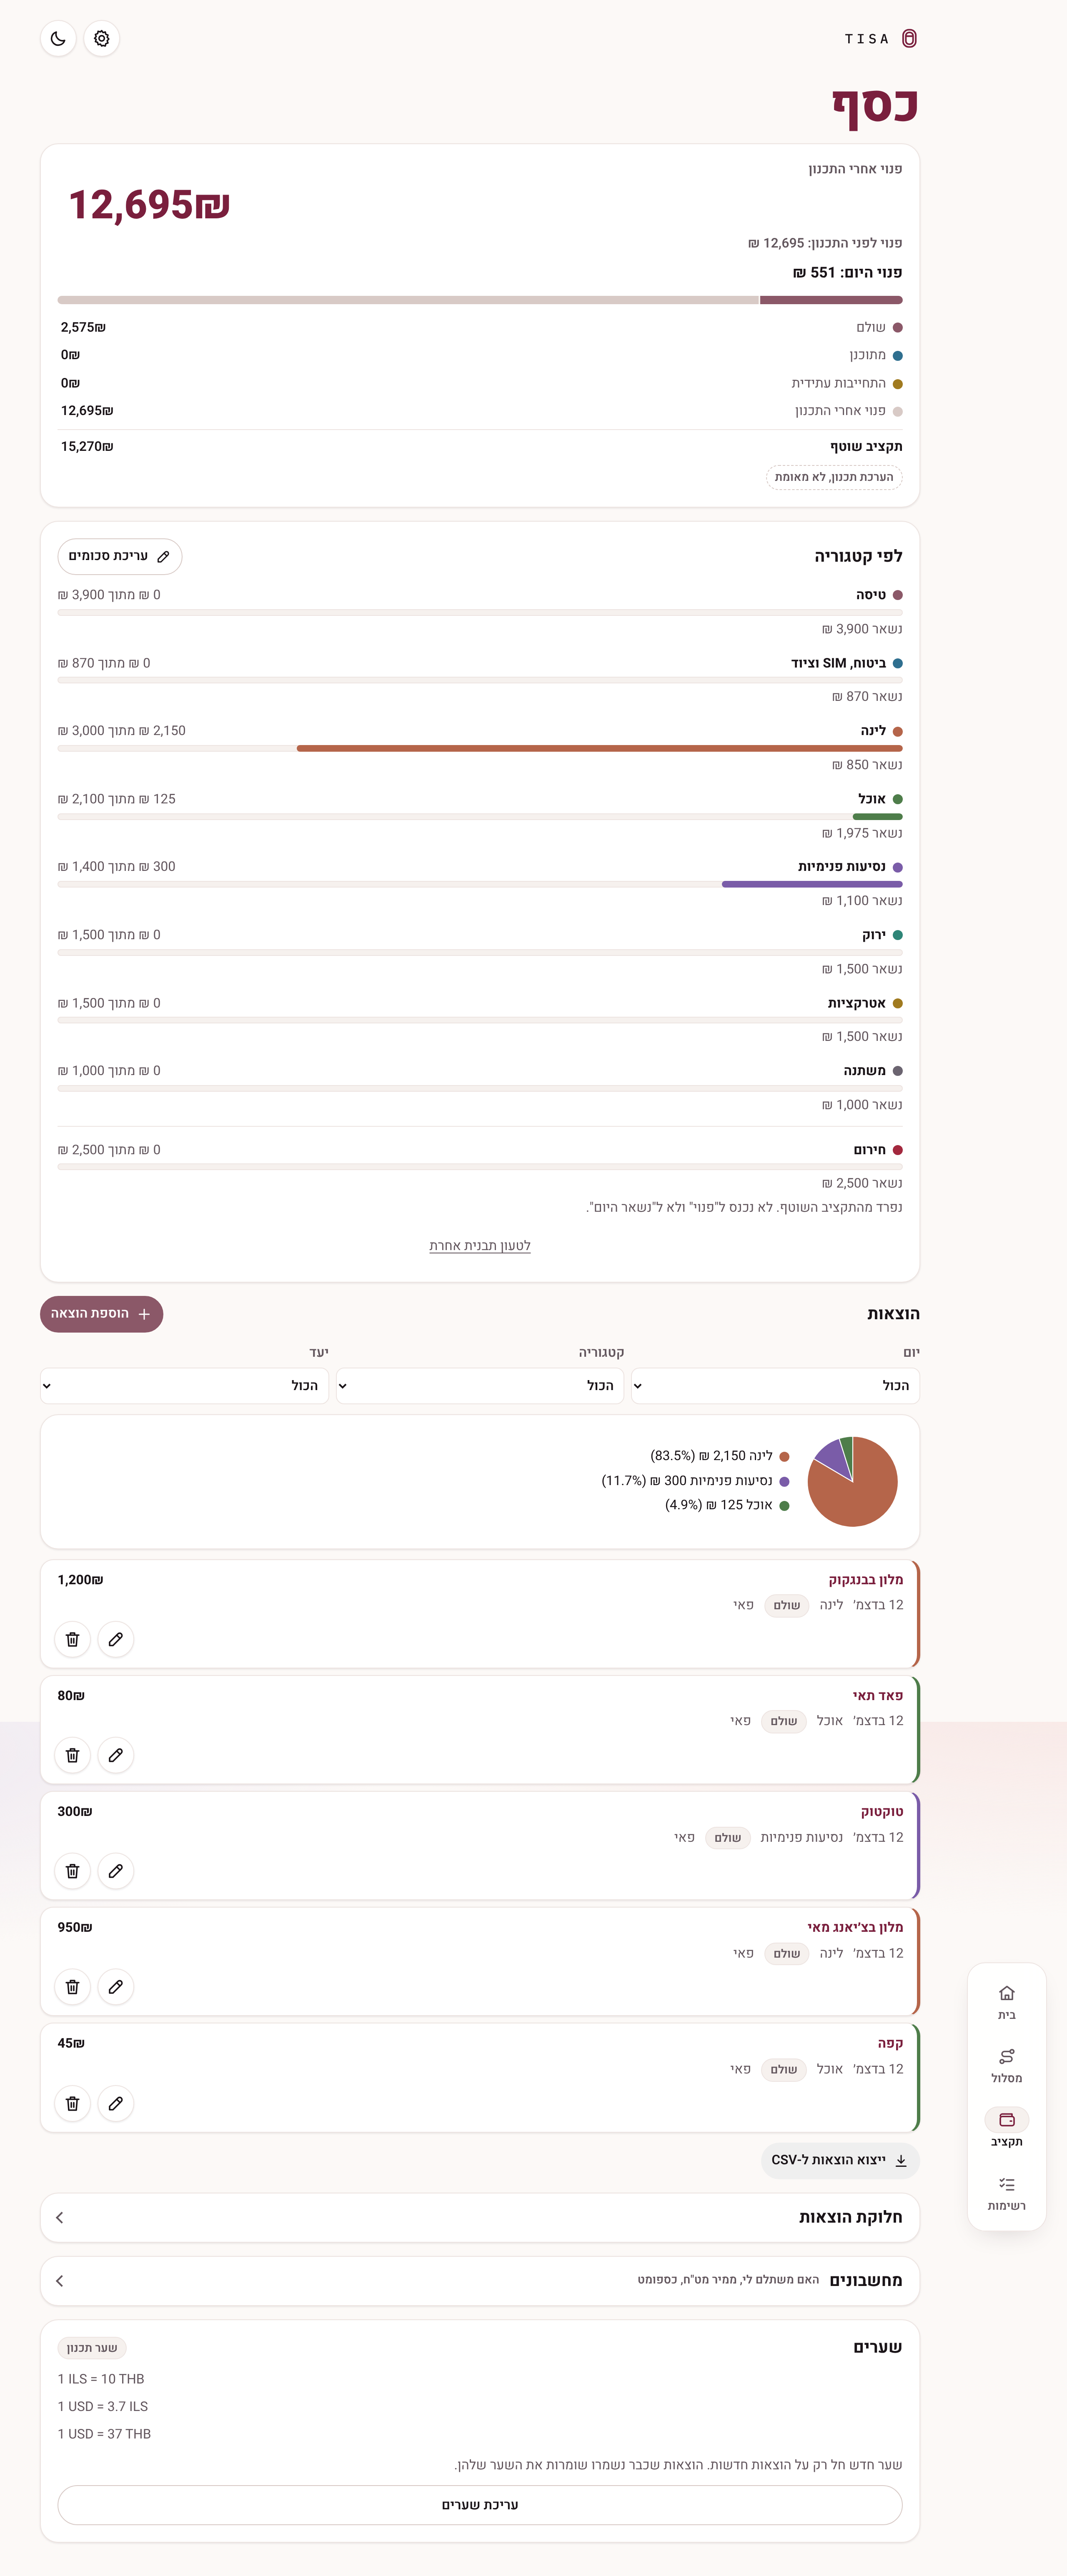 TISA
כסף
פנוי אחרי התכנון
₪12,695
פנוי לפני התכנון: 12,695 ₪
פנוי היום: 551 ₪
שולם ₪2,575
מתוכנן ₪0
התחייבות עתידית ₪0
פנוי אחרי התכנון ₪12,695
תקציב שוטף ₪15,270
הערכת תכנון, לא מאומת
לפי קטגוריה עריכת סכומים
טיסה 0 ₪ מתוך 3,900 ₪
נשאר 3,900 ₪
ביטוח, SIM וציוד 0 ₪ מתוך 870 ₪
נשאר 870 ₪
לינה 2,150 ₪ מתוך 3,000 ₪
נשאר 850 ₪
אוכל 125 ₪ מתוך 2,100 ₪
נשאר 1,975 ₪
נסיעות פנימיות 300 ₪ מתוך 1,400 ₪
נשאר 1,100 ₪
ירוק 0 ₪ מתוך 1,500 ₪
נשאר 1,500 ₪
אטרקציות 0 ₪ מתוך 1,500 ₪
נשאר 1,500 ₪
משתנה 0 ₪ מתוך 1,000 ₪
נשאר 1,000 ₪
חירום 0 ₪ מתוך 2,500 ₪
נשאר 2,500 ₪
נפרד מהתקציב השוטף. לא נכנס ל"פנוי" ולא ל"נשאר היום".
לטעון תבנית אחרת
הוצאות הוספת הוצאה
יום קטגוריה יעד
הכול הכול הכול
לינה 2,150 ₪ (83.5%)
נסיעות פנימיות 300 ₪ (11.7%)
אוכל 125 ₪ (4.9%)
מלון בבנגקוק ₪1,200
12 בדצמ׳ לינה שולם פאי
פאד תאי ₪80
12 בדצמ׳ אוכל שולם פאי
טוקטוק ₪300
12 בדצמ׳ נסיעות פנימיות שולם פאי
מלון בצ׳יאנג מאי ₪950
12 בדצמ׳ לינה שולם פאי
קפה ₪45
12 בדצמ׳ אוכל שולם פאי
ייצוא הוצאות ל-CSV
חלוקת הוצאות
מחשבונים האם משתלם לי, ממיר מט"ח, כספומט
שערים שער תכנון
1 ILS = 10 THB
1 USD = 3.7 ILS
1 USD = 37 THB
שער חדש חל רק על הוצאות חדשות. הוצאות שכבר נשמרו שומרות את השער שלהן.
עריכת שערים
בית
מסלול
תקציב
רשימות